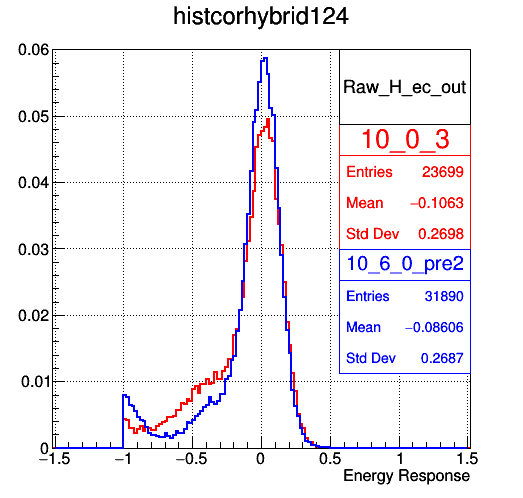 histcorhybrid124
0.06
0.05
0.04
0.03
0.02
0.01
0
−1.5 −1 −0.5 0 0.5 1 1.5
Energy Response
Raw_H_ec_out
10_0_3
Entries 23699
Mean −0.1063
Std Dev 0.2698
10_6_0_pre2
Entries 31890
Mean −0.08606
Std Dev 0.2687